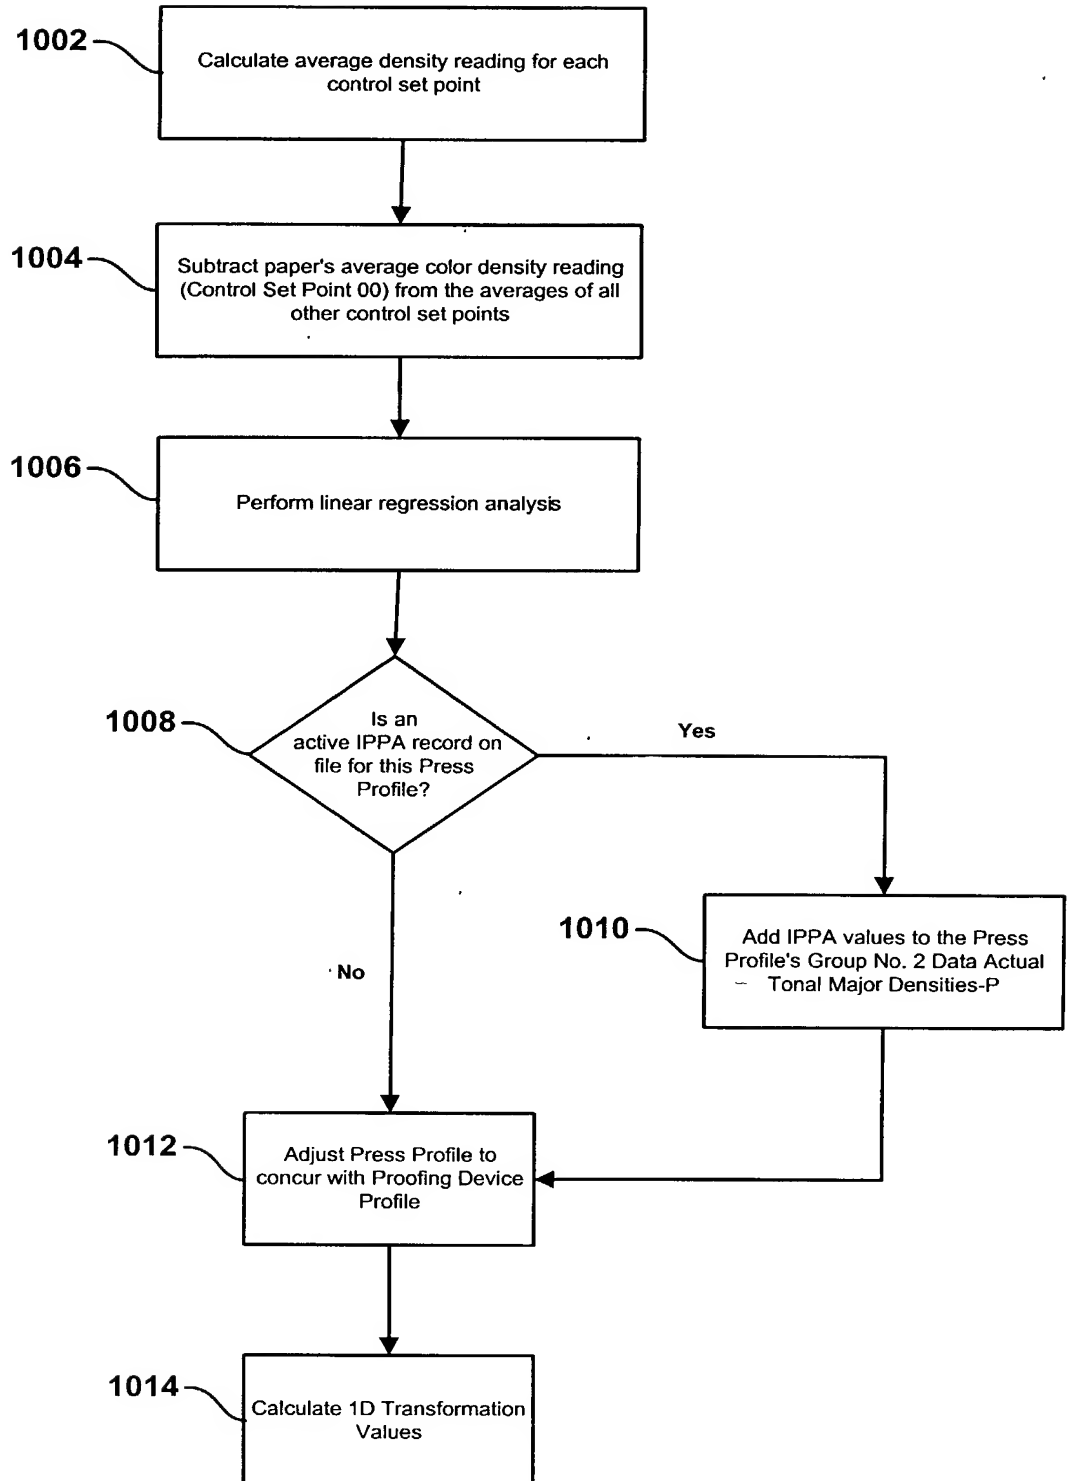 1002
Calculate average density reading for each
control set point
1004
Subtract paper's average color density reading
(Control Set Point 00) from the averages of all
other control set points
1006
Perform linear regression analysis
1008
Is an
active IPPA record on
file for this Press
Profile?
Yes
No
1010
Add IPPA values to the Press
Profile's Group No. 2 Data Actual
Tonal Major Densities-P
1012
Adjust Press Profile to
concur with Proofing Device
Profile
1014
Calculate 1D Transformation
Values